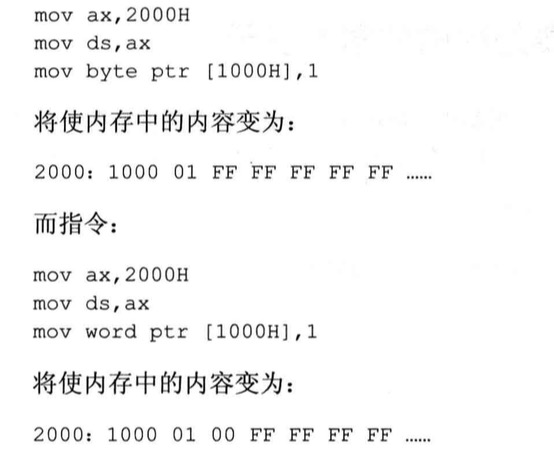 mov ax,2000H
mov ds,ax
mov byte ptr [1000H],1
将使内存中的内容变为：
2000：1000 01 FF FF FF FF FF ……
而指令：
mov ax,2000H
mov ds,ax
mov word ptr [1000H],1
将使内存中的内容变为：
2000：1000 01 00 FF FF FF FF ……